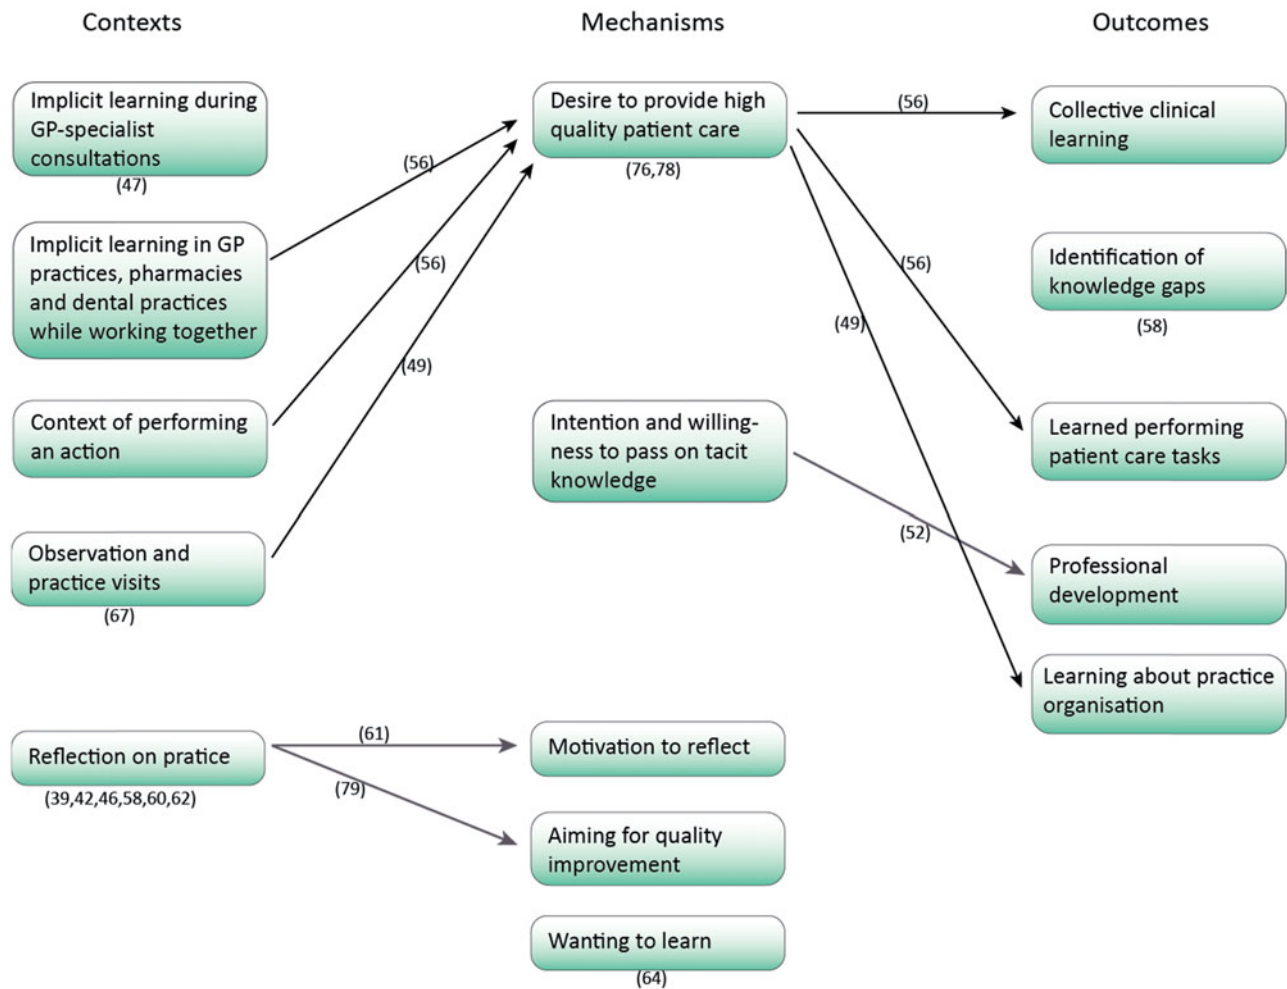 Contexts
Mechanisms
Outcomes
Implicit learning during
GP-specialist
consultations
(47)
Implicit learning in GP
practices, pharmacies
and dental practices
while working together
Context of performing
an action
Observation and
practice visits
(67)
Reflection on pratice
(39,42,46,58,60,62)
(56)
(56)
(49)
(61)
(79)
Desire to provide high
quality patient care
(76,78)
Intention and willing-
ness to pass on tacit
knowledge
Motivation to reflect
Aiming for quality
improvement
Wanting to learn
(64)
(56)
(56)
(49)
(52)
Collective clinical
learning
Identification of
knowledge gaps
(58)
Learned performing
patient care tasks
Professional
development
Learning about practice
organisation